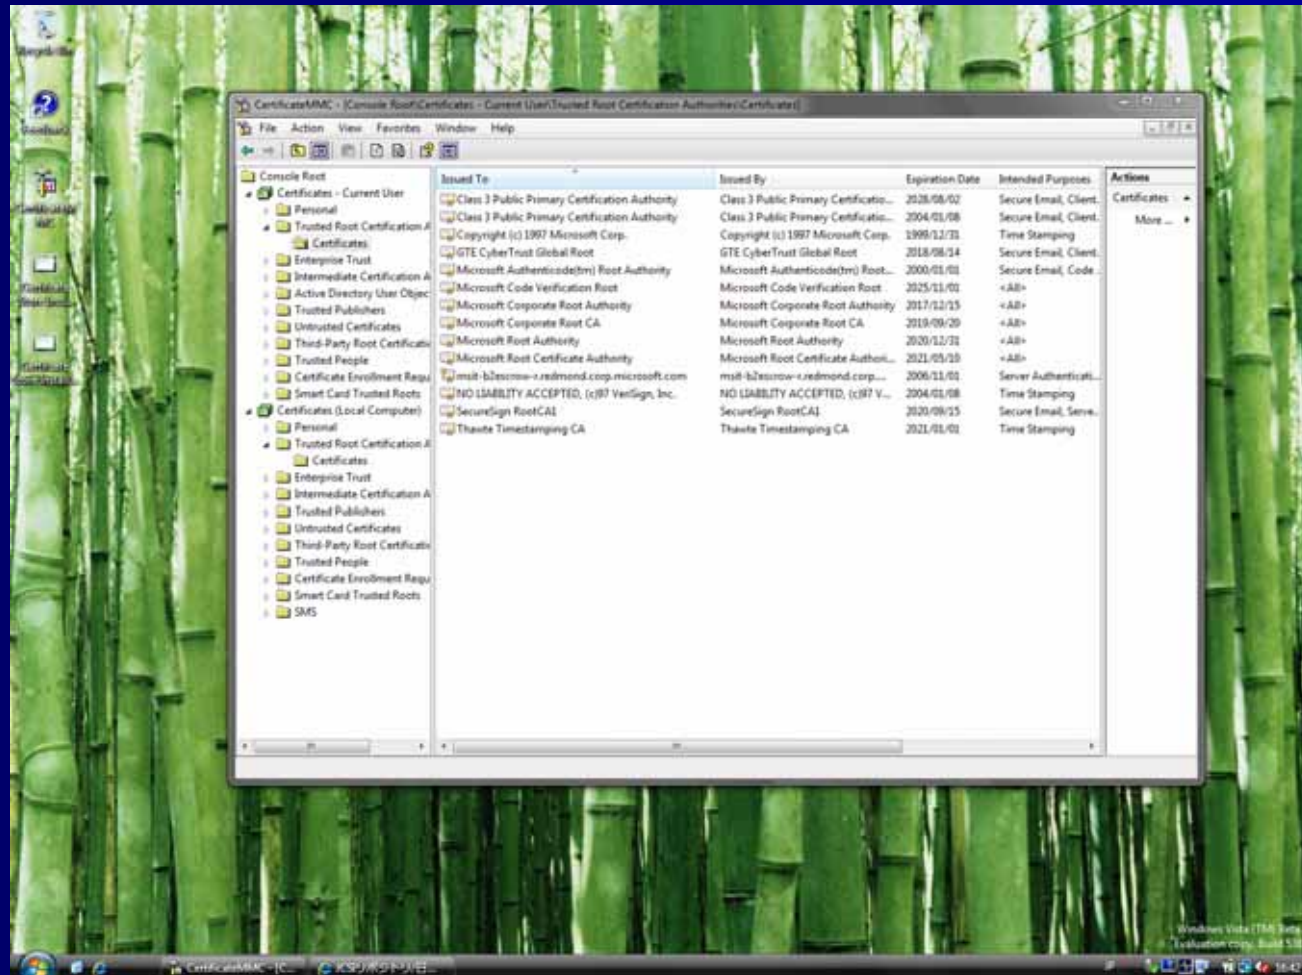 CertificateMMC - [Console Root\Certificates - Current User\Trusted Root Certification Authorities\Certificates]
File Action View Favorites Window Help
Console Root
Certificates - Current User
Personal
Trusted Root Certification A
Certificates
Enterprise Trust
Intermediate Certification A
Active Directory User Objec
Trusted Publishers
Untrusted Certificates
Third-Party Root Certificati
Trusted People
Certificate Enrollment Requ
Smart Card Trusted Roots
Certificates (Local Computer)
Personal
Trusted Root Certification A
Certificates
Enterprise Trust
Intermediate Certification A
Trusted Publishers
Untrusted Certificates
Third-Party Root Certificati
Trusted People
Certificate Enrollment Requ
Smart Card Trusted Roots
SMS
Issued To Issued By Expiration Date Intended Purposes
Class 3 Public Primary Certification Authority Class 3 Public Primary Certificatio... 2028/08/02 Secure Email, Client.
Class 3 Public Primary Certification Authority Class 3 Public Primary Certificatio... 2004/01/08 Secure Email, Client.
Copyright (c) 1997 Microsoft Corp. Copyright (c) 1997 Microsoft Corp. 1999/12/31 Time Stamping
GTE CyberTrust Global Root GTE CyberTrust Global Root 2018/08/14 Secure Email, Client.
Microsoft Authenticode(tm) Root Authority Microsoft Authenticode(tm) Root... 2000/01/01 Secure Email, Code
Microsoft Code Verification Root Microsoft Code Verification Root 2025/11/01 <All>
Microsoft Corporate Root Authority Microsoft Corporate Root Authority 2017/12/15 <All>
Microsoft Corporate Root CA Microsoft Corporate Root CA 2019/09/20 <All>
Microsoft Root Authority Microsoft Root Authority 2020/12/31 <All>
Microsoft Root Certificate Authority Microsoft Root Certificate Authori... 2021/05/10 <All>
msit-b2escrow-r.redmond.corp.microsoft.com msit-b2escrow-r.redmond.corp.... 2006/11/01 Server Authenticati...
NO LIABILITY ACCEPTED, (c)97 VeriSign, Inc. NO LIABILITY ACCEPTED, (c)97 V... 2004/01/08 Time Stamping
SecureSign RootCA1 SecureSign RootCA1 2020/09/15 Secure Email, Serve.
Thawte Timestamping CA Thawte Timestamping CA 2021/01/01 Time Stamping
Actions
Certificates
More ...
Recycle Bin
Windows Vista (TM) Beta
Evaluation copy. Build
CertificateMMC - [C...
16:42